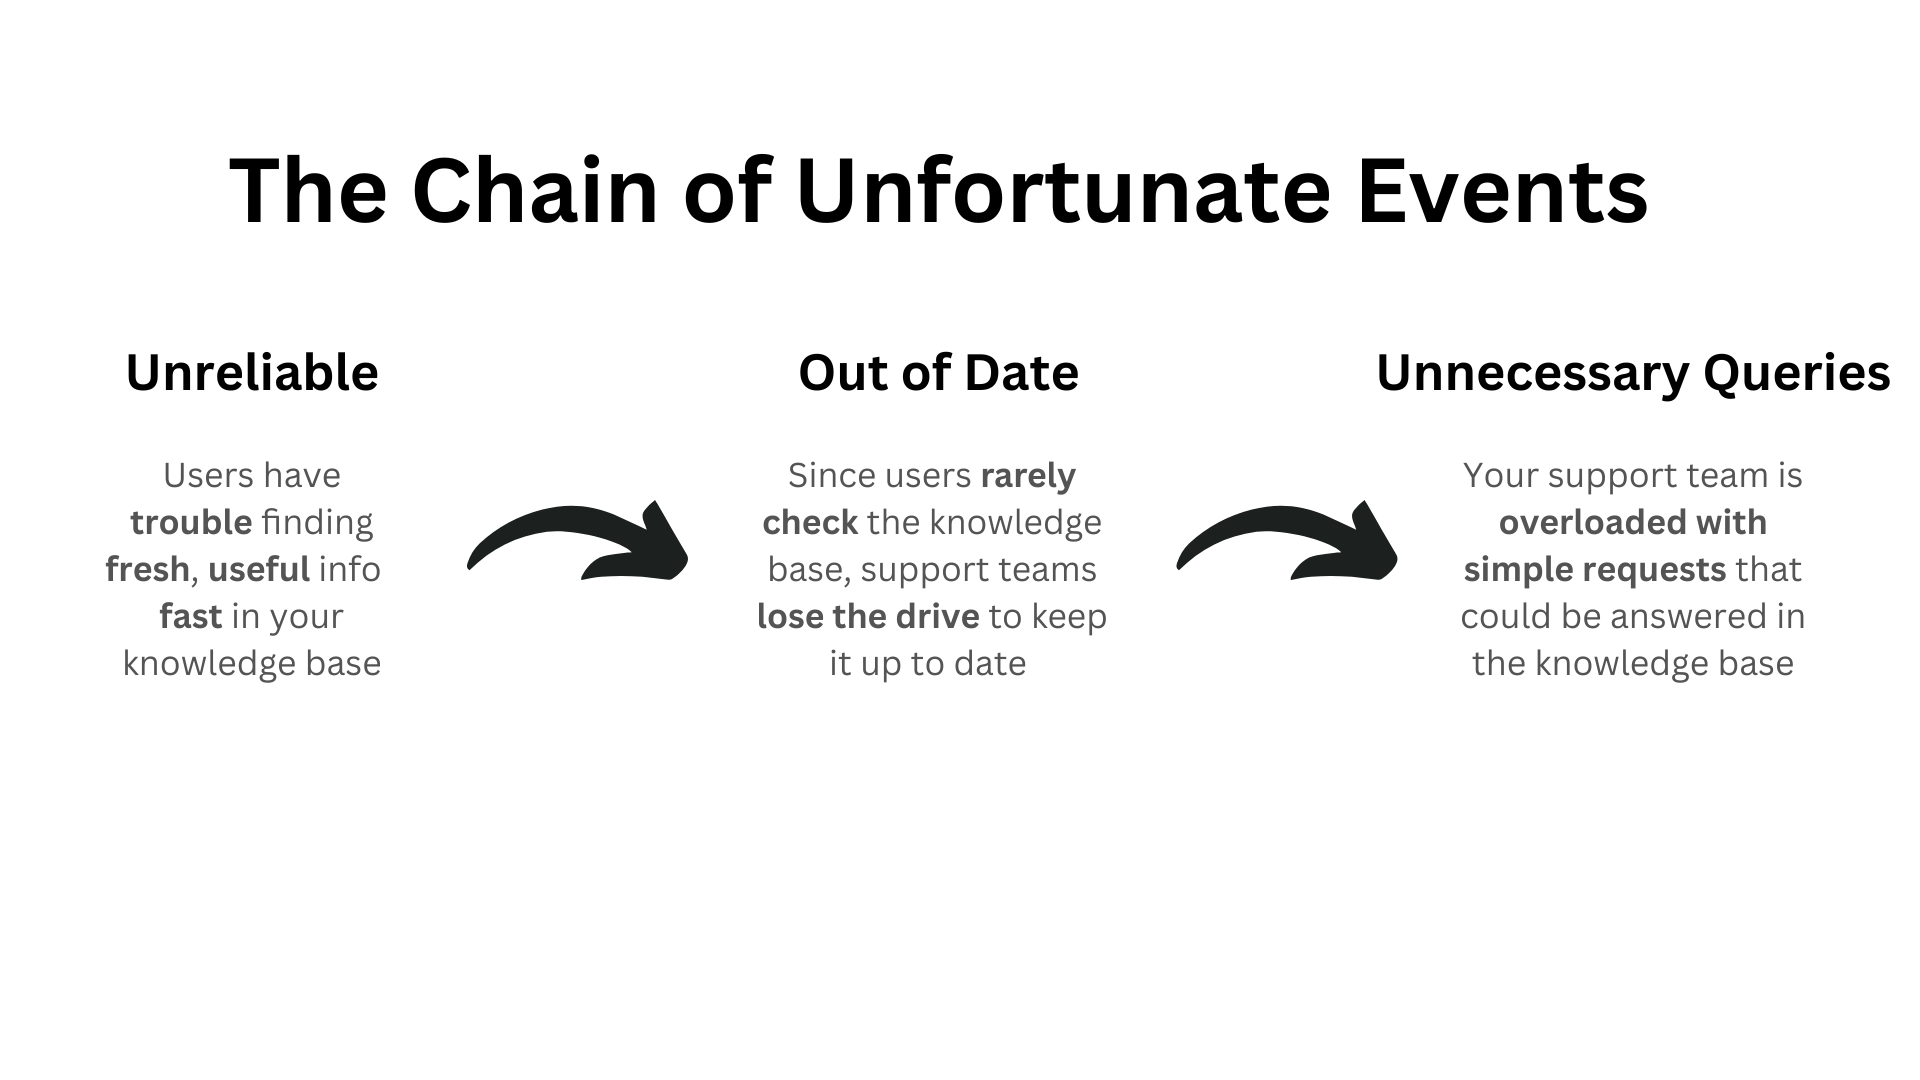 The Chain of Unfortunate Events
Unreliable
Users have
trouble finding
fresh, useful info
fast in your
knowledge base
Out of Date
Since users rarely
check the knowledge
base, support teams
lose the drive to keep
it up to date
Unnecessary Queries
Your support team is
overloaded with
simple requests that
could be answered in
the knowledge base